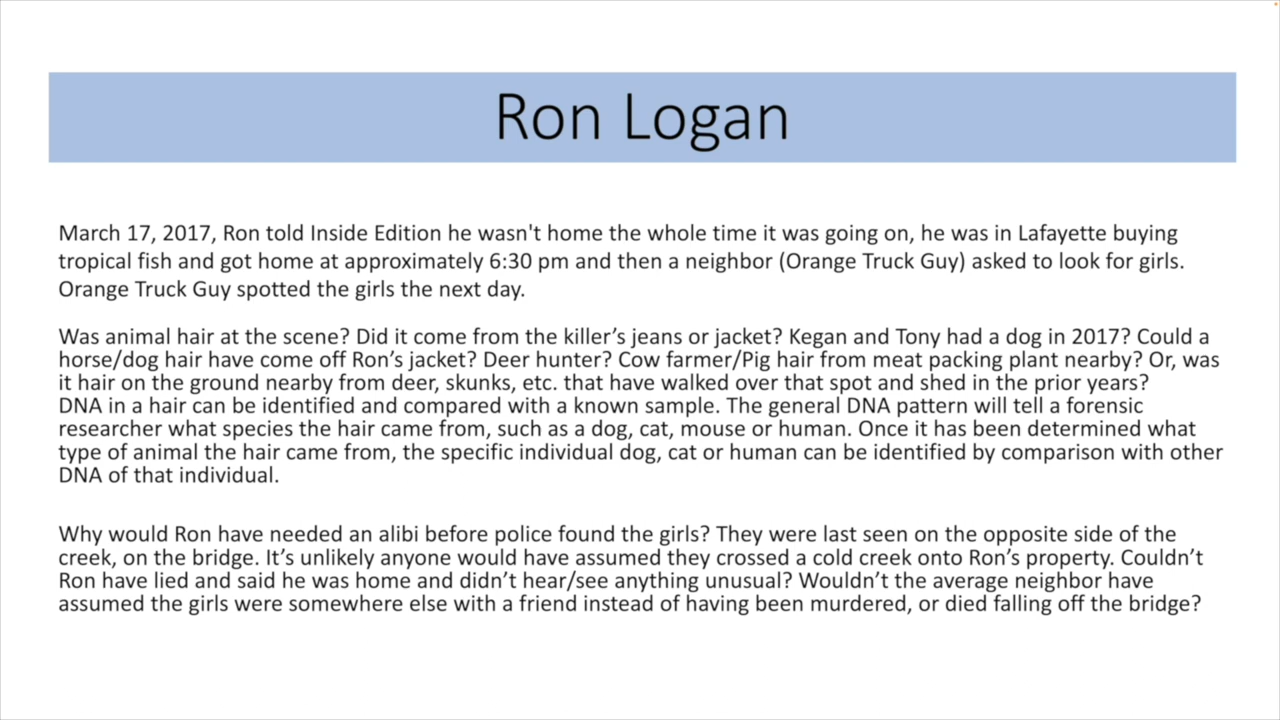 Ron Logan
March 17, 2017, Ron told Inside Edition he wasn't home the whole time it was going on, he was in Lafayette buying
tropical fish and got home at approximately 6:30 pm and then a neighbor (Orange Truck Guy) asked to look for girls.
Orange Truck Guy spotted the girls the next day.
Was animal hair at the scene? Did it come from the killer’s jeans or jacket? Kegan and Tony had a dog in 2017? Could a
horse/dog hair have come off Ron’s jacket? Deer hunter? Cow farmer/Pig hair from meat packing plant nearby? Or, was
it hair on the ground nearby from deer, skunks, etc. that have walked over that spot and shed in the prior years?
DNA in a hair can be identified and compared with a known sample. The general DNA pattern will tell a forensic
researcher what species the hair came from, such as a dog, cat, mouse or human. Once it has been determined what
type of animal the hair came from, the specific individual dog, cat or human can be identified by comparison with other
DNA of that individual.
Why would Ron have needed an alibi before police found the girls? They were last seen on the opposite side of the
creek, on the bridge. It’s unlikely anyone would have assumed they crossed a cold creek onto Ron’s property. Couldn’t
Ron have lied and said he was home and didn’t hear/see anything unusual? Wouldn’t the average neighbor have
assumed the girls were somewhere else with a friend instead of having been murdered, or died falling off the bridge?